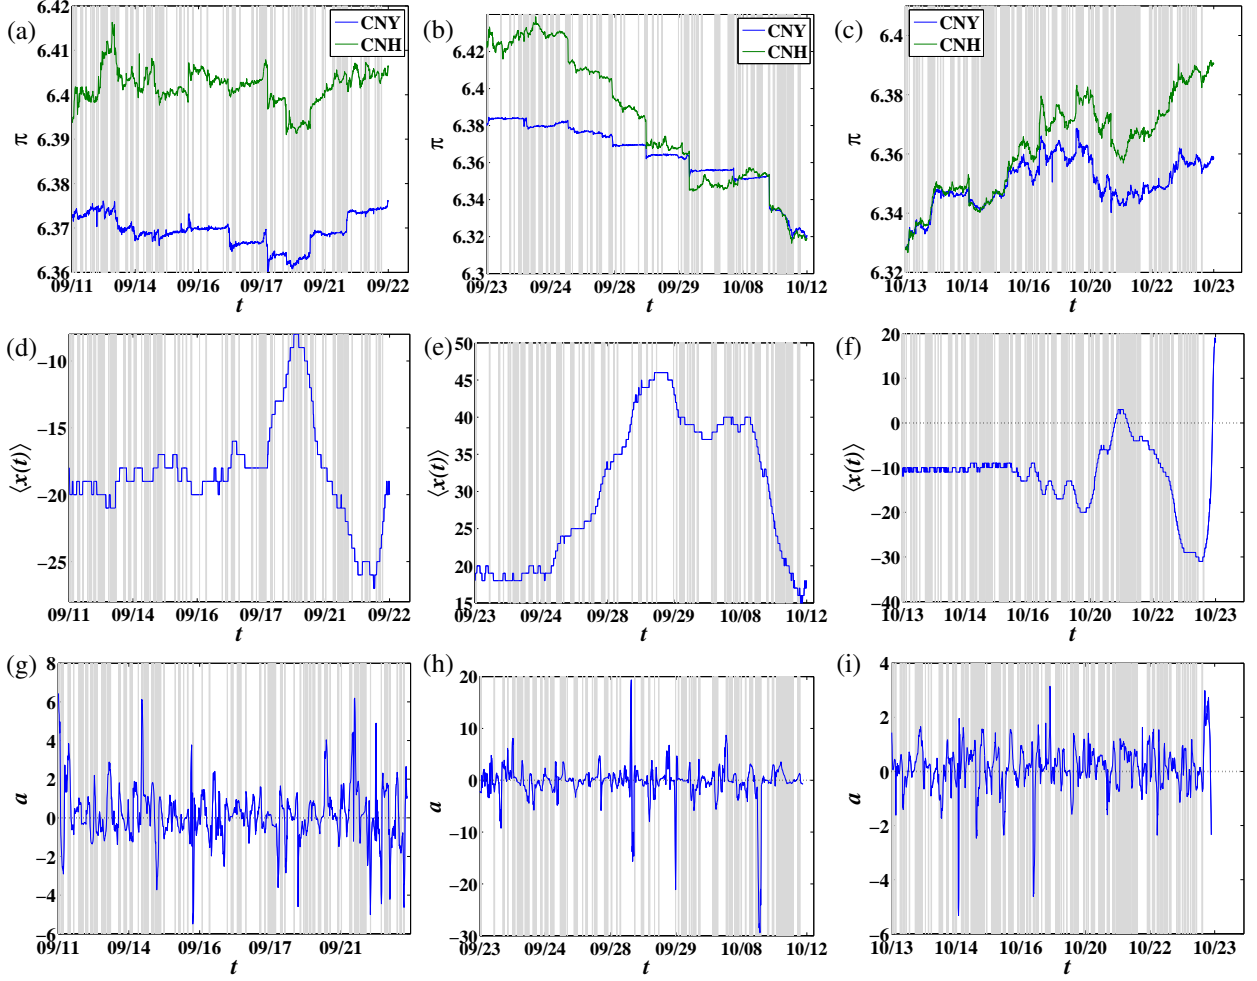 (a)
6.42
6.41
6.4
6.39
6.38
6.37
6.36
π
CNY
CNH
09/11 09/14 09/16 09/17 09/21 09/22
t
(b)
6.42
6.4
6.38
6.36
6.34
6.32
6.3
π
CNY
CNH
09/23 09/24 09/28 09/29 10/08 10/12
t
(c)
6.4
6.38
6.36
6.34
6.32
π
CNY
CNH
10/13 10/14 10/16 10/20 10/22 10/23
t
(d)
−10
−15
−20
−25
⟨x(t)⟩
09/11 09/14 09/16 09/17 09/21 09/22
t
(e)
50
45
40
35
30
25
20
15
⟨x(t)⟩
09/23 09/24 09/28 09/29 10/08 10/12
t
(f)
20
10
0
−10
−20
−30
−40
⟨x(t)⟩
10/13 10/14 10/16 10/20 10/22 10/23
t
(g)
8
6
4
2
0
−2
−4
−6
a
09/11 09/14 09/16 09/17 09/21
t
(h)
20
10
0
−10
−20
−30
a
09/23 09/24 09/28 09/29 10/08 10/12
t
(i)
4
2
0
−2
−4
−6
a
10/13 10/14 10/16 10/20 10/22 10/23
t